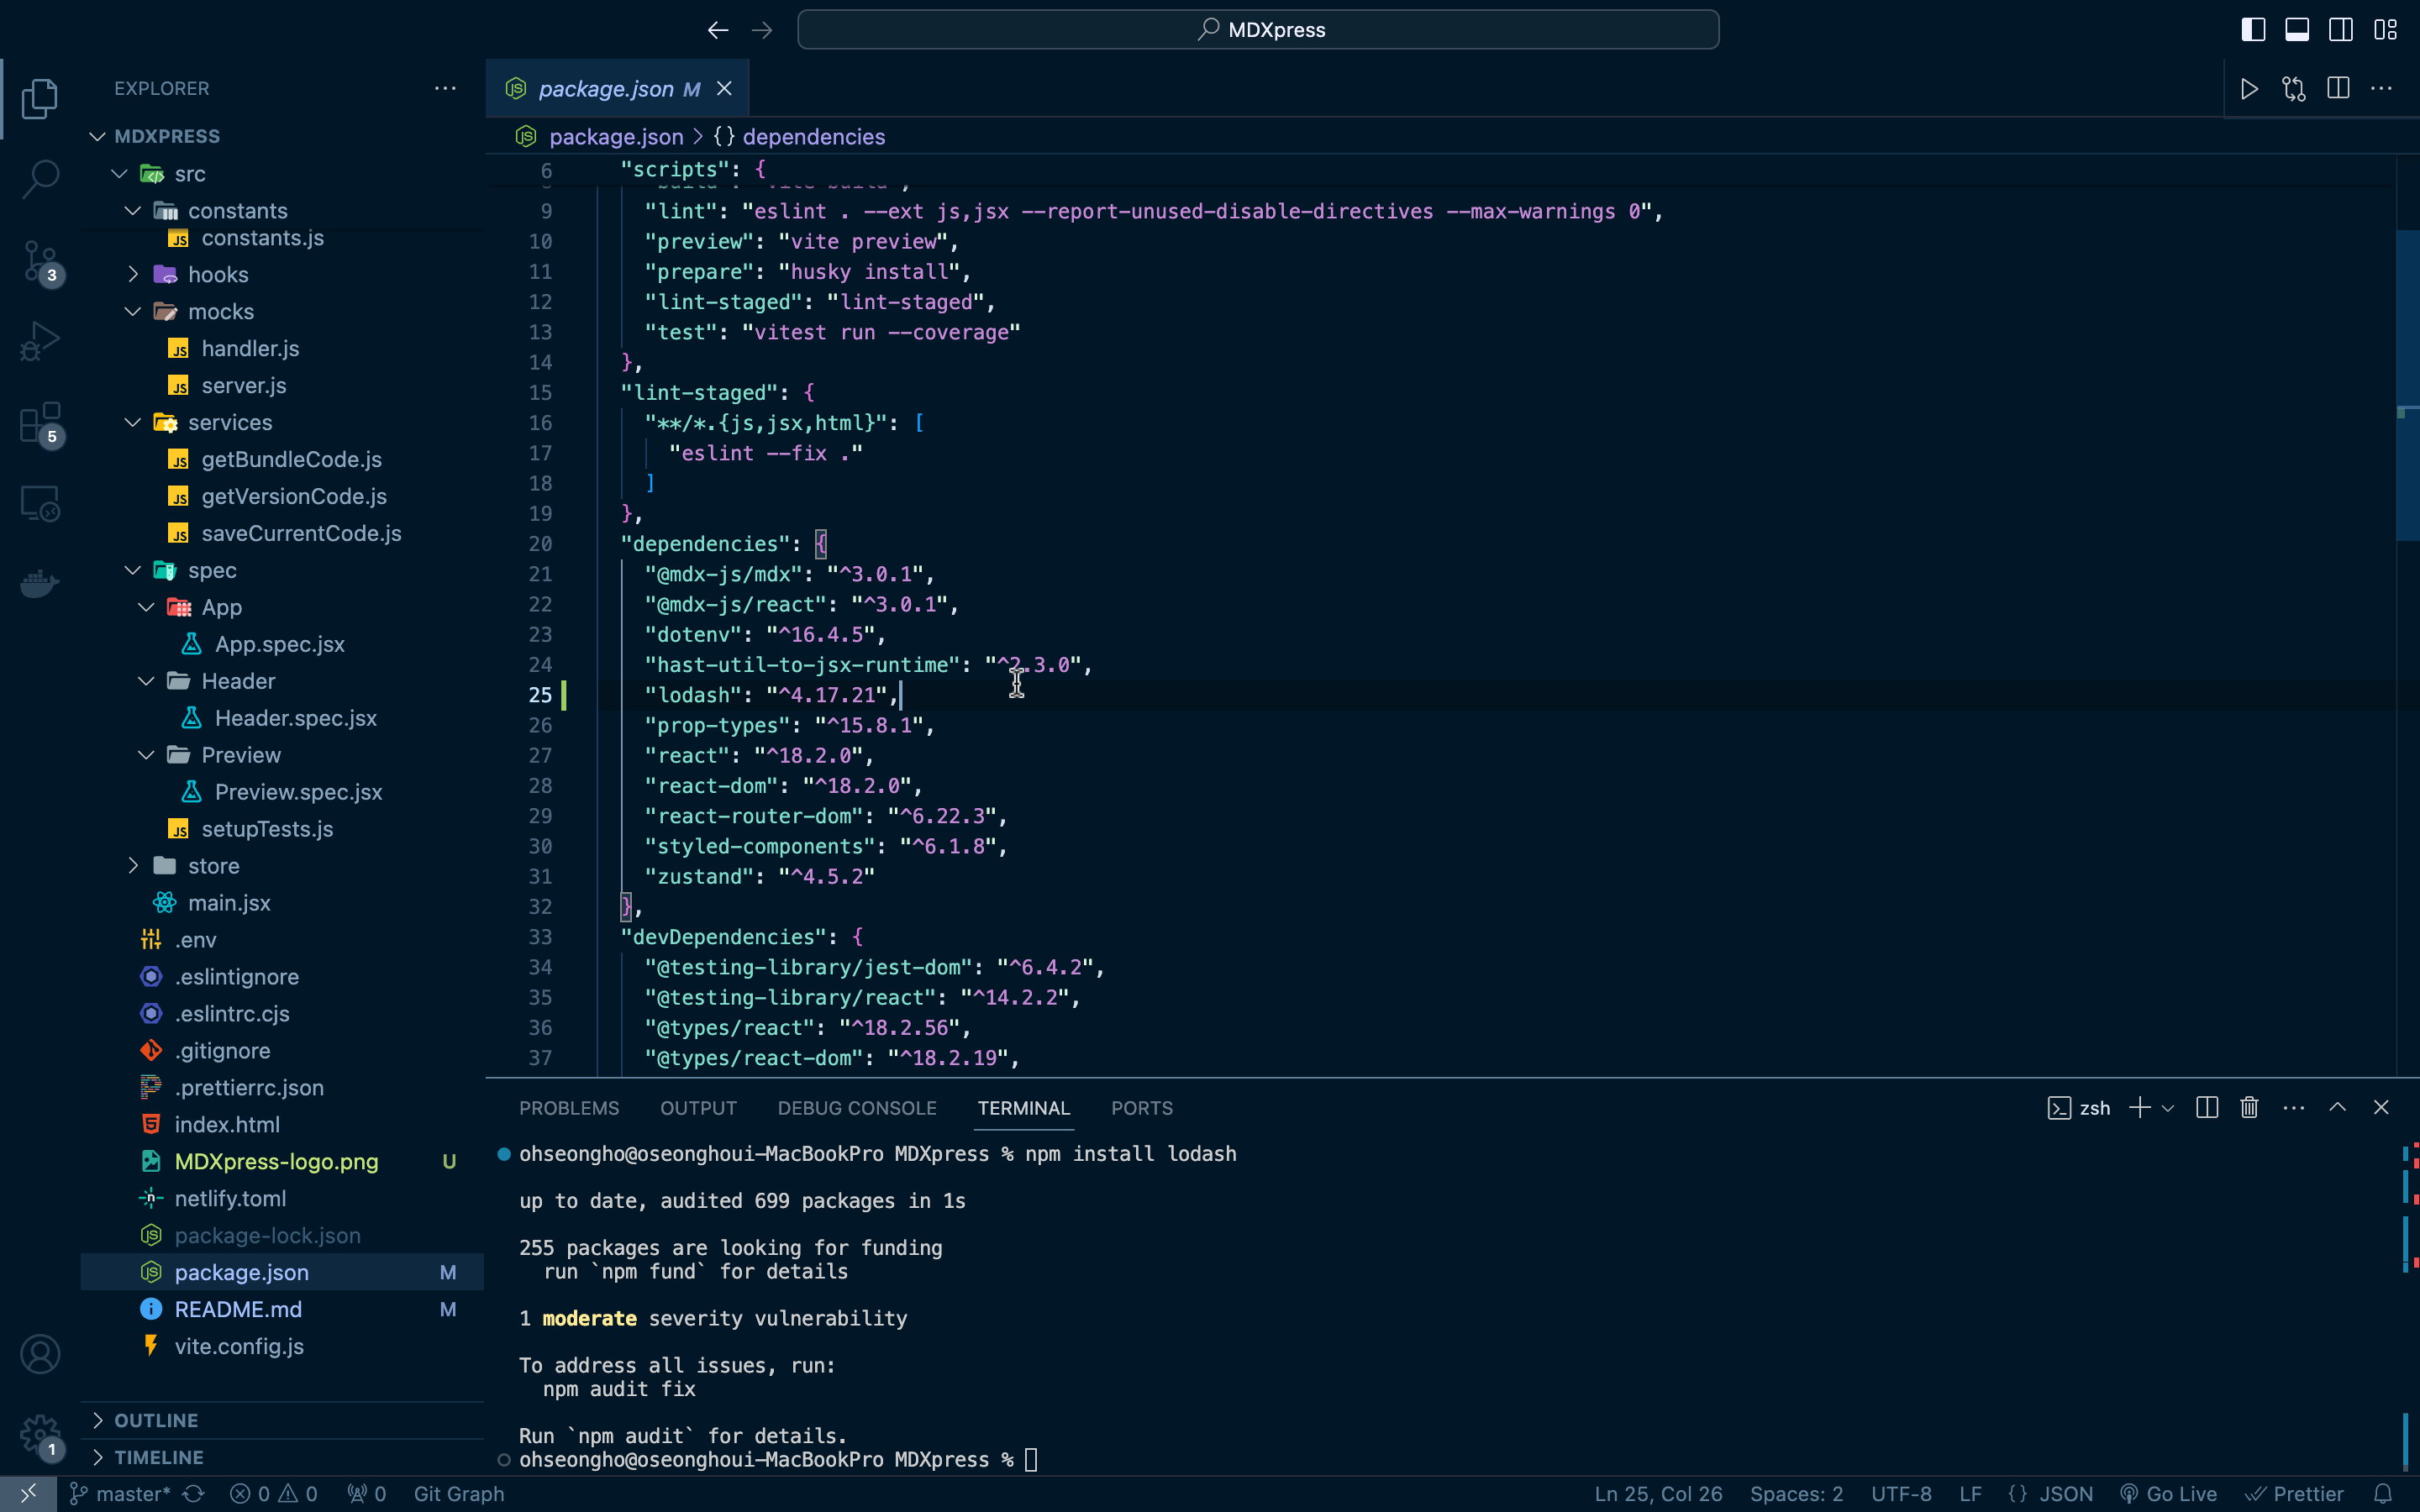 MDXpress
EXPLORER
MDXPRESS
src
constants
constants.js
hooks
mocks
handler.js
server.js
services
getBundleCode.js
getVersionCode.js
saveCurrentCode.js
spec
App
App.spec.jsx
Header
Header.spec.jsx
Preview
Preview.spec.jsx
setupTests.js
store
main.jsx
.env
.eslintignore
.eslintrc.cjs
.gitignore
.prettierrc.json
index.html
MDXpress-logo.png U
netlify.toml
package-lock.json
package.json M
README.md M
vite.config.js
OUTLINE
TIMELINE
3
5
1
package.json M
package.json > {} dependencies
6 "scripts": {
9 "lint": "eslint . --ext js,jsx --report-unused-disable-directives --max-warnings 0",
10 "preview": "vite preview",
11 "prepare": "husky install",
12 "lint-staged": "lint-staged",
13 "test": "vitest run --coverage"
14 },
15 "lint-staged": {
16 "**/*.{js,jsx,html}": [
17 "eslint --fix ."
18 ]
19 },
20 "dependencies": {
21 "@mdx-js/mdx": "^3.0.1",
22 "@mdx-js/react": "^3.0.1",
23 "dotenv": "^16.4.5",
24 "hast-util-to-jsx-runtime": "^2.3.0",
25 "lodash": "^4.17.21",
26 "prop-types": "^15.8.1",
27 "react": "^18.2.0",
28 "react-dom": "^18.2.0",
29 "react-router-dom": "^6.22.3",
30 "styled-components": "^6.1.8",
31 "zustand": "^4.5.2"
32 },
33 "devDependencies": {
34 "@testing-library/jest-dom": "^6.4.2",
35 "@testing-library/react": "^14.2.2",
36 "@types/react": "^18.2.56",
37 "@types/react-dom": "^18.2.19",
PROBLEMS OUTPUT DEBUG CONSOLE TERMINAL PORTS zsh
ohseongho@oseonghoui-MacBookPro MDXpress % npm install lodash
up to date, audited 699 packages in 1s
255 packages are looking for funding
run `npm fund` for details
1 moderate severity vulnerability
To address all issues, run:
npm audit fix
Run `npm audit` for details.
ohseongho@oseonghoui-MacBookPro MDXpress %
master* 0 0 0 Git Graph Ln 25, Col 26 Spaces: 2 UTF-8 LF {} JSON Go Live Prettier